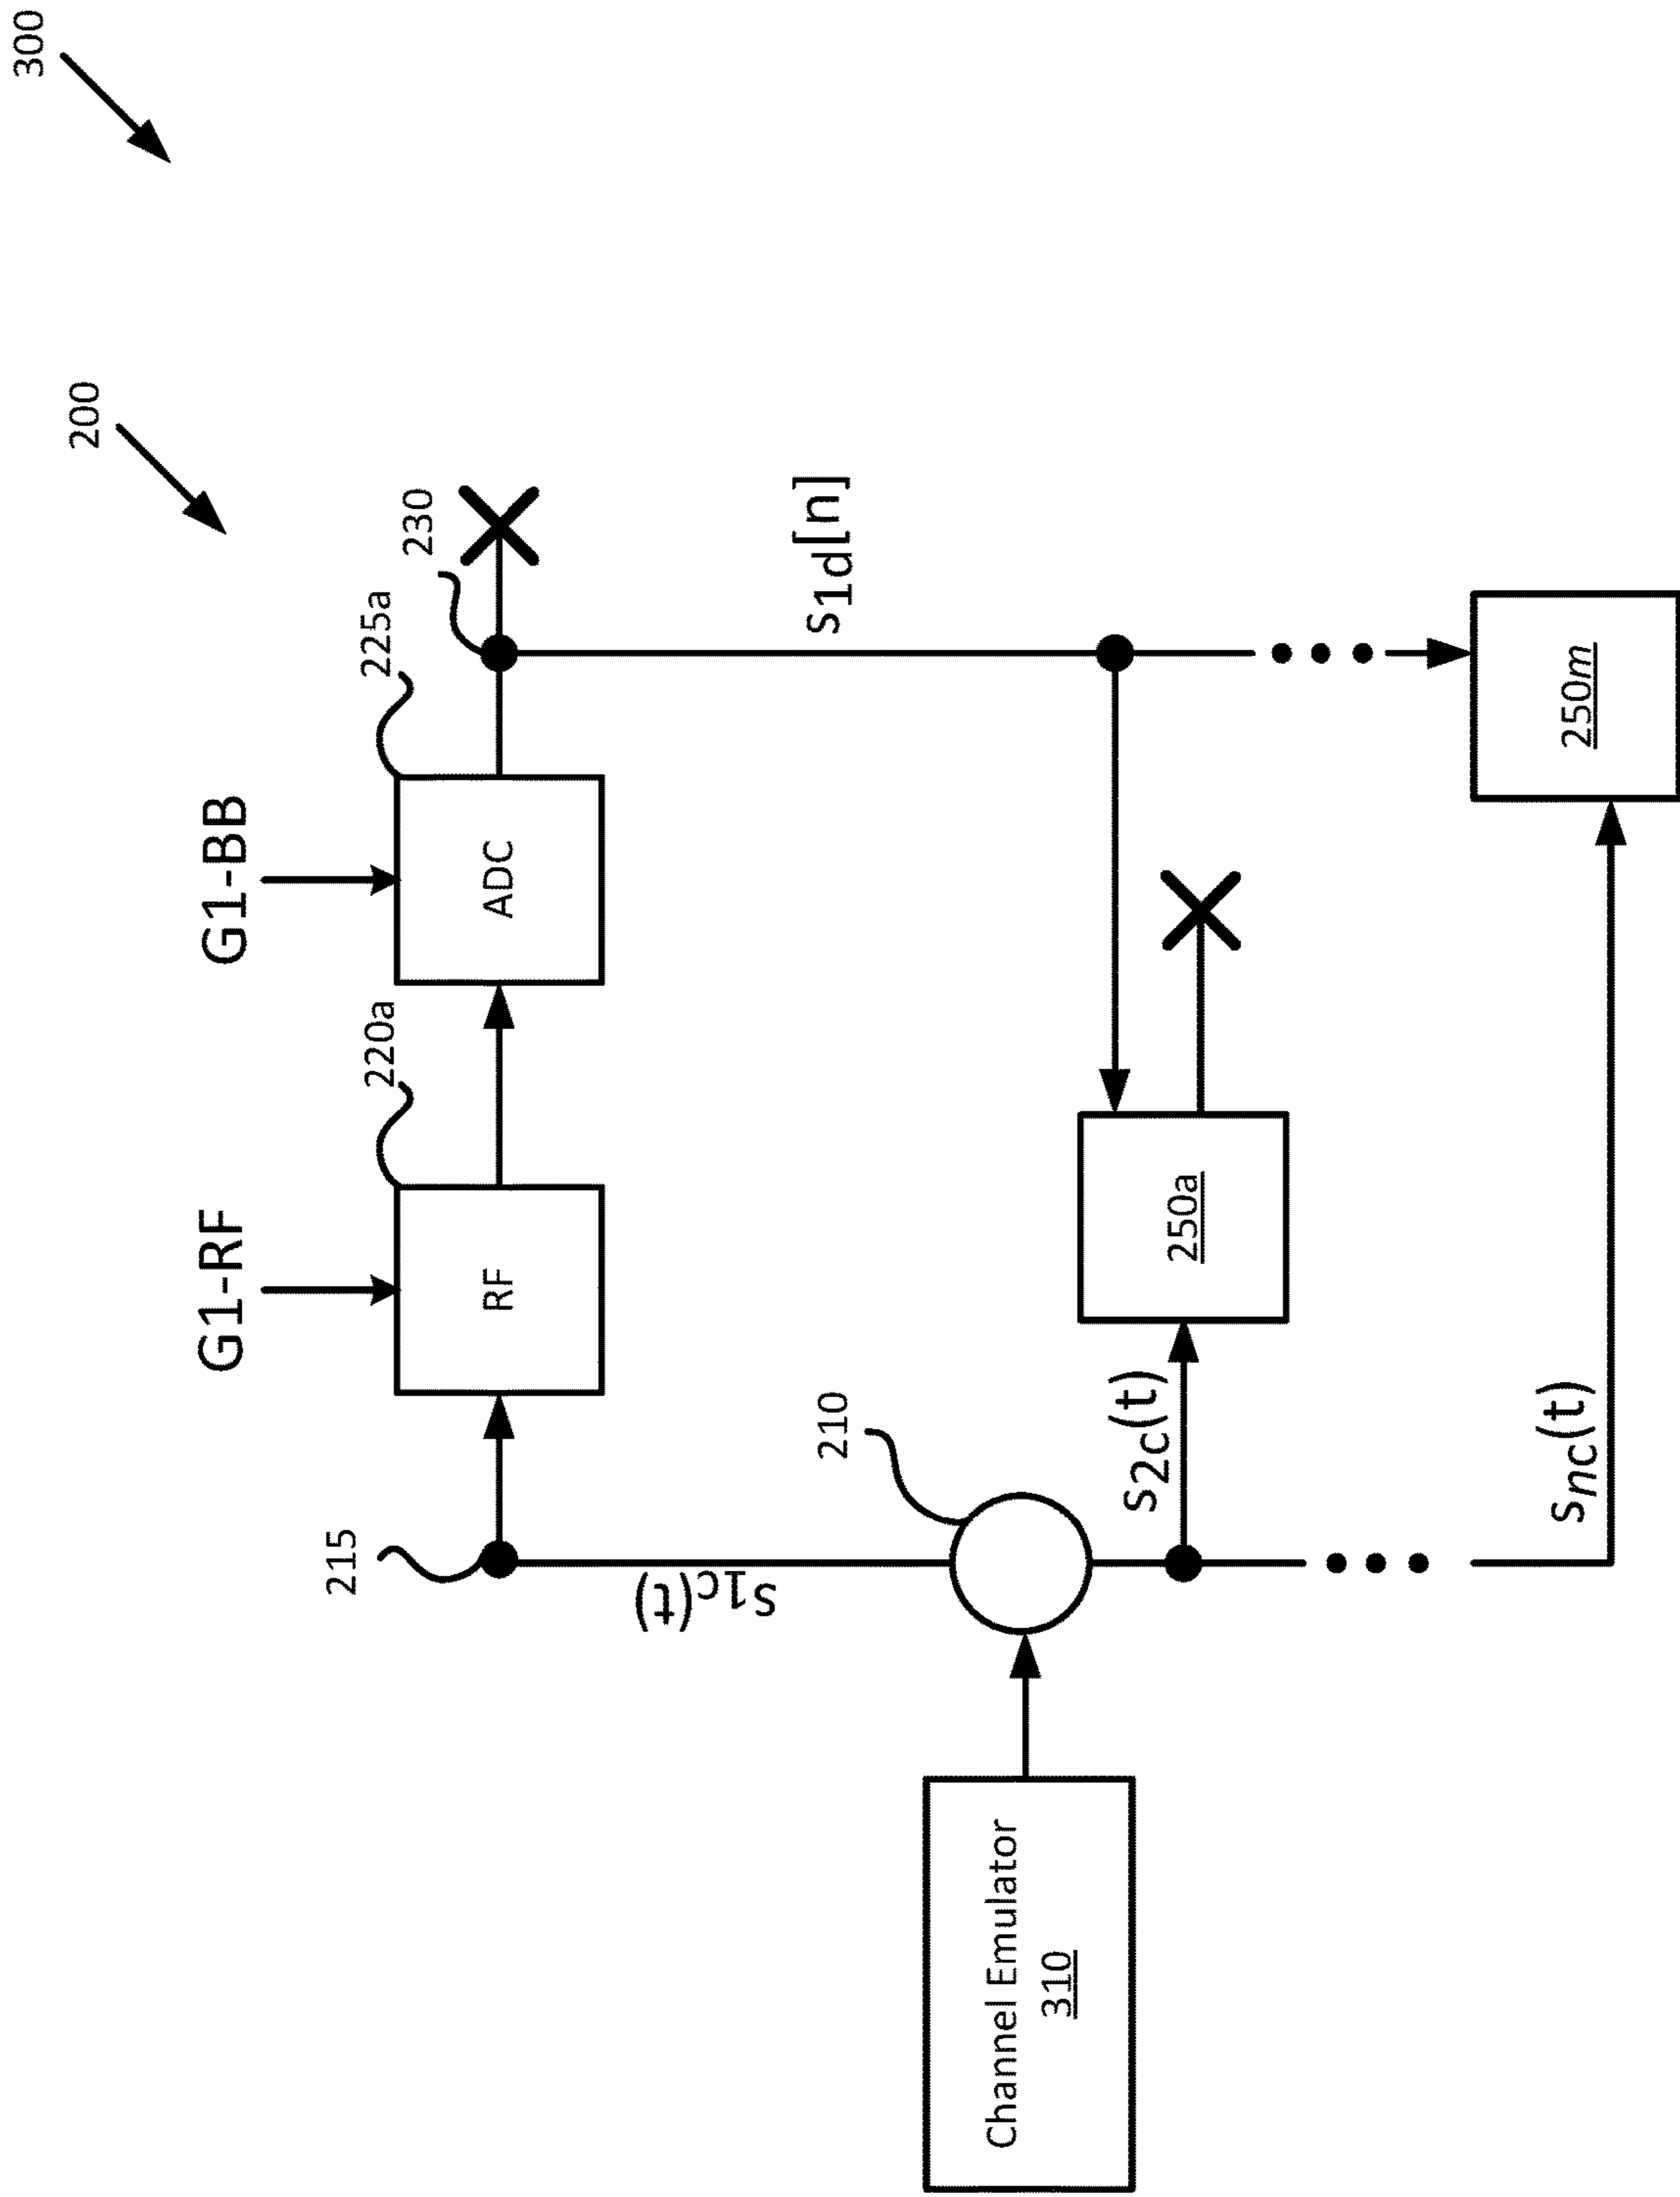 300
200
G1-RF
G1-BB
215
220a
225a
230
RF
ADC
s1c(t)
s1d[n]
210
Channel Emulator
310
s2c(t)
250a
snc(t)
250m